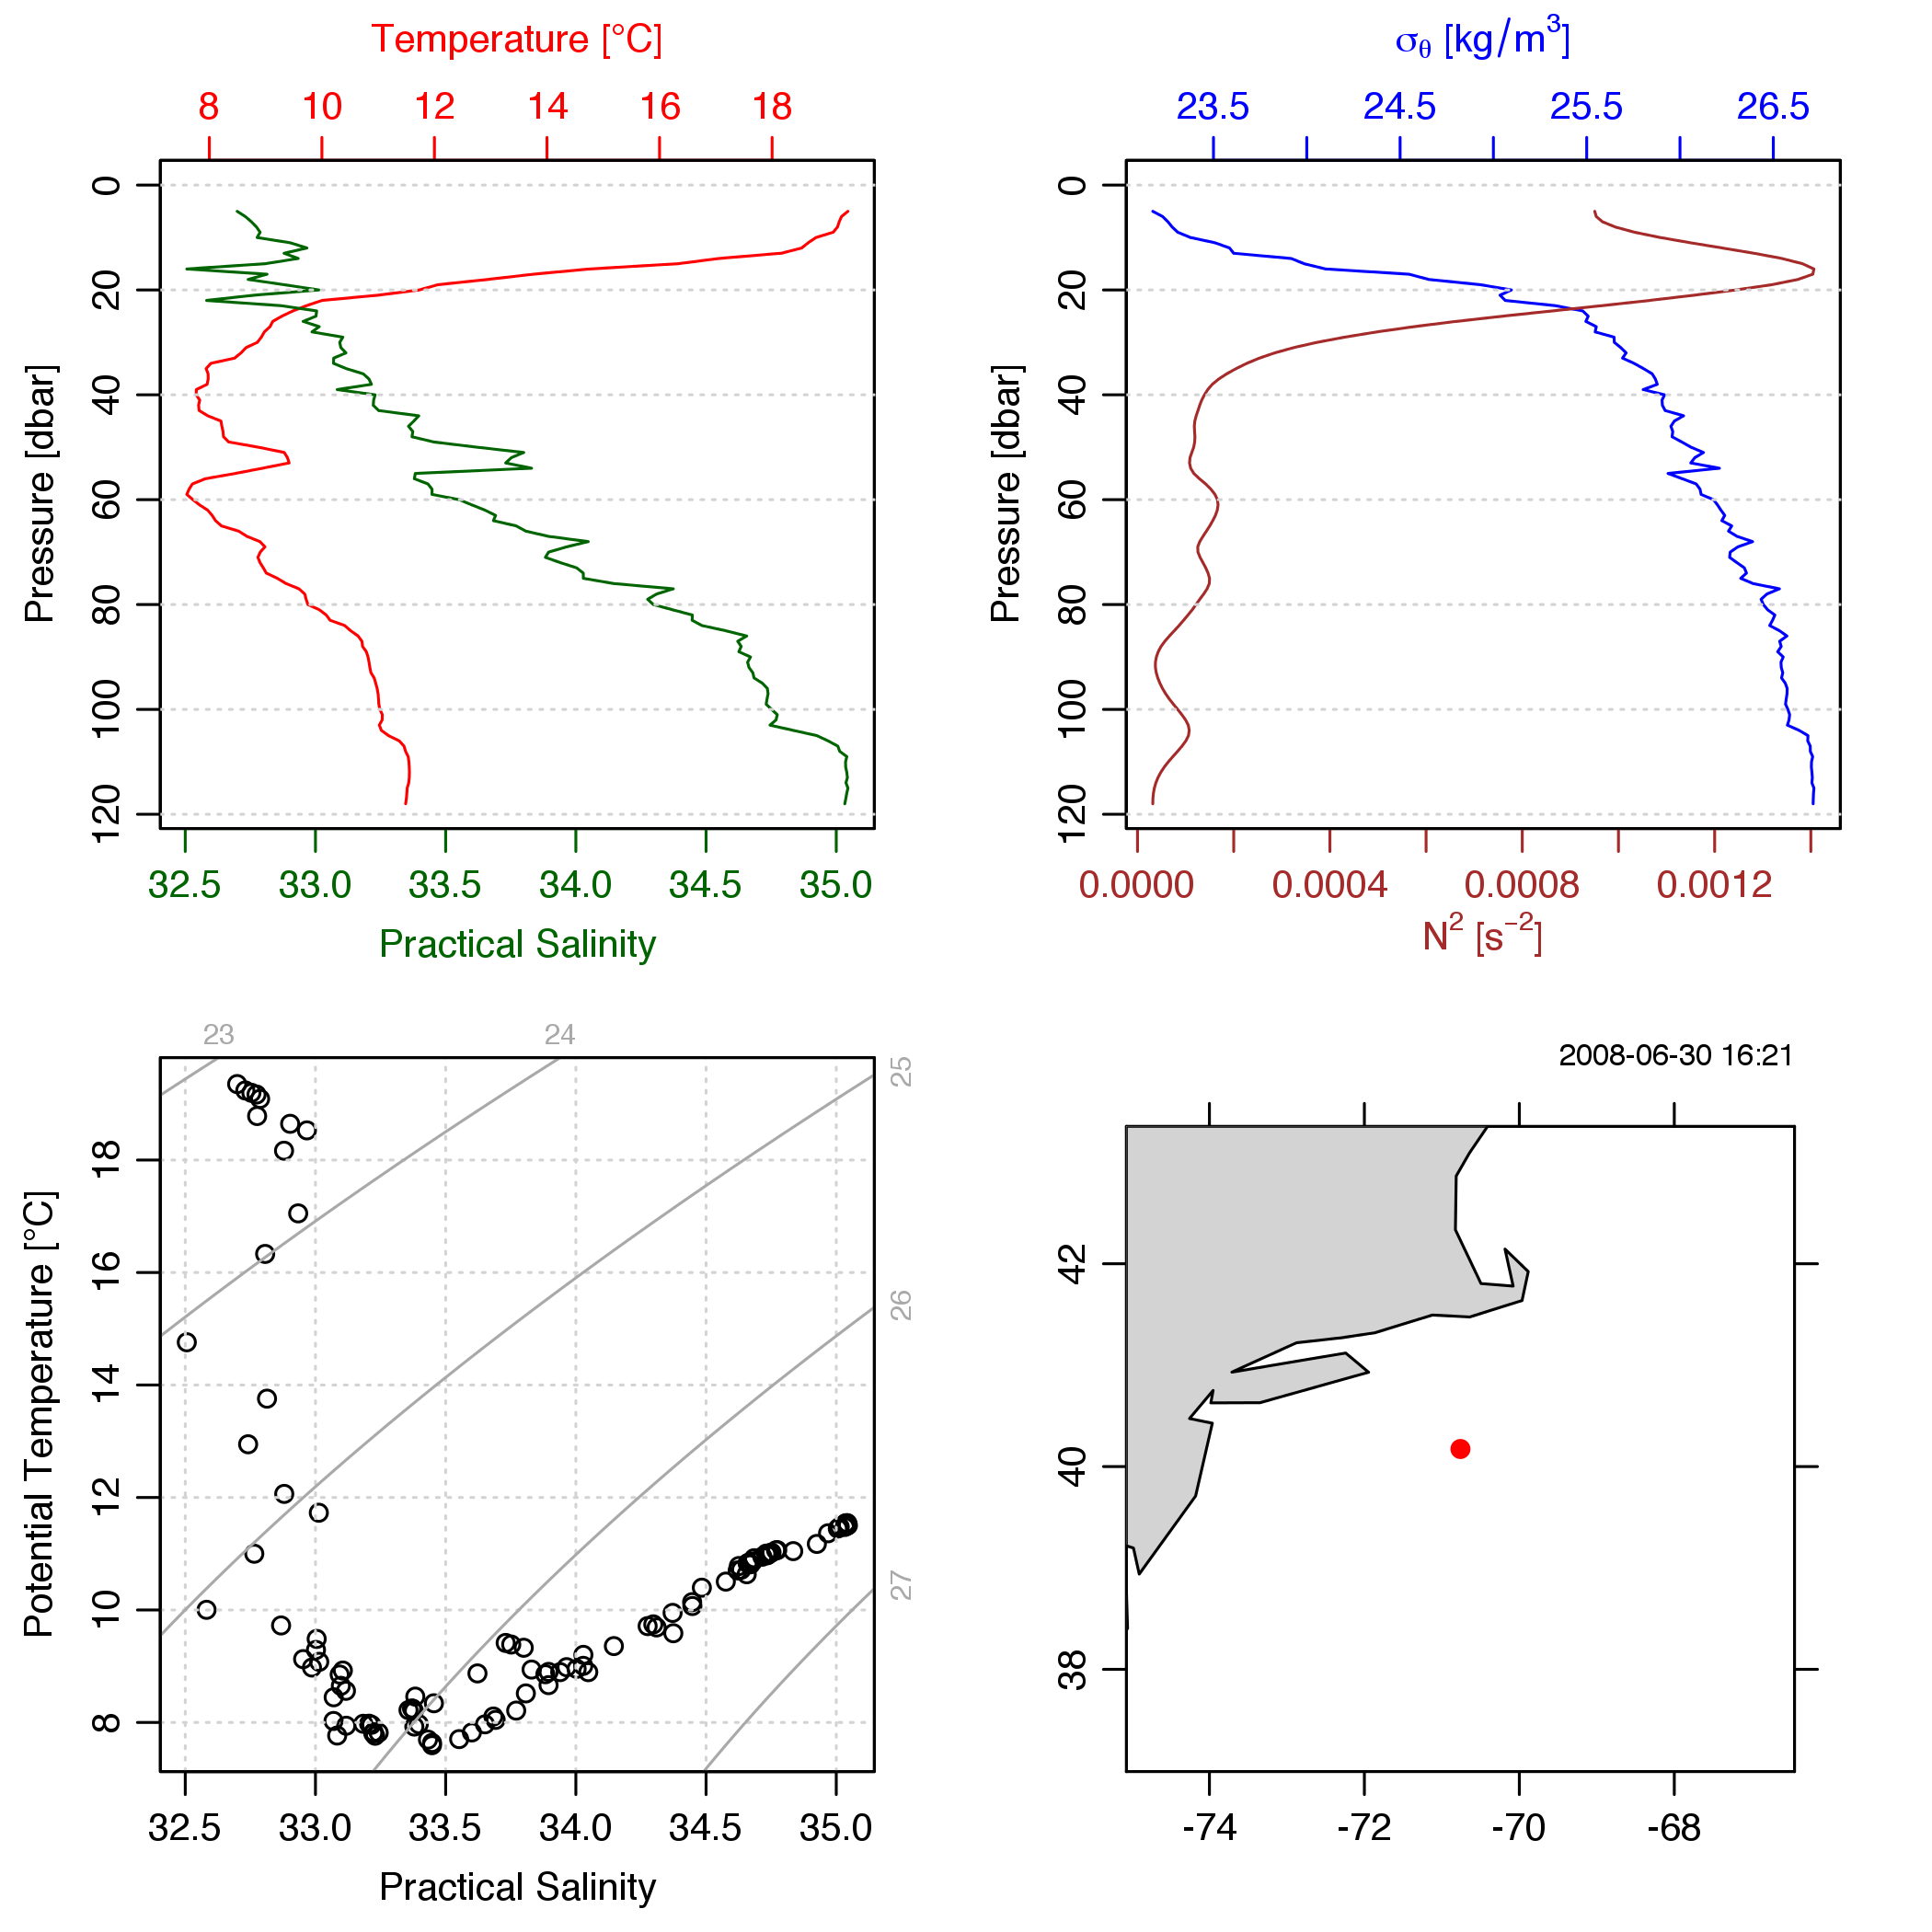 Temperature [°C]
8 10 12 14 16 18
Pressure [dbar]
0 20 40 60 80 100 120
32.5 33.0 33.5 34.0 34.5 35.0
Practical Salinity
σθ [kg/m³]
23.5 24.5 25.5 26.5
Pressure [dbar]
0 20 40 60 80 100 120
0.0000 0.0004 0.0008 0.0012
N² [s⁻²]
23 24
25
26
27
Potential Temperature [°C]
18 16 14 12 10 8
32.5 33.0 33.5 34.0 34.5 35.0
Practical Salinity
2008-06-30 16:21
42 40 38
-74 -72 -70 -68